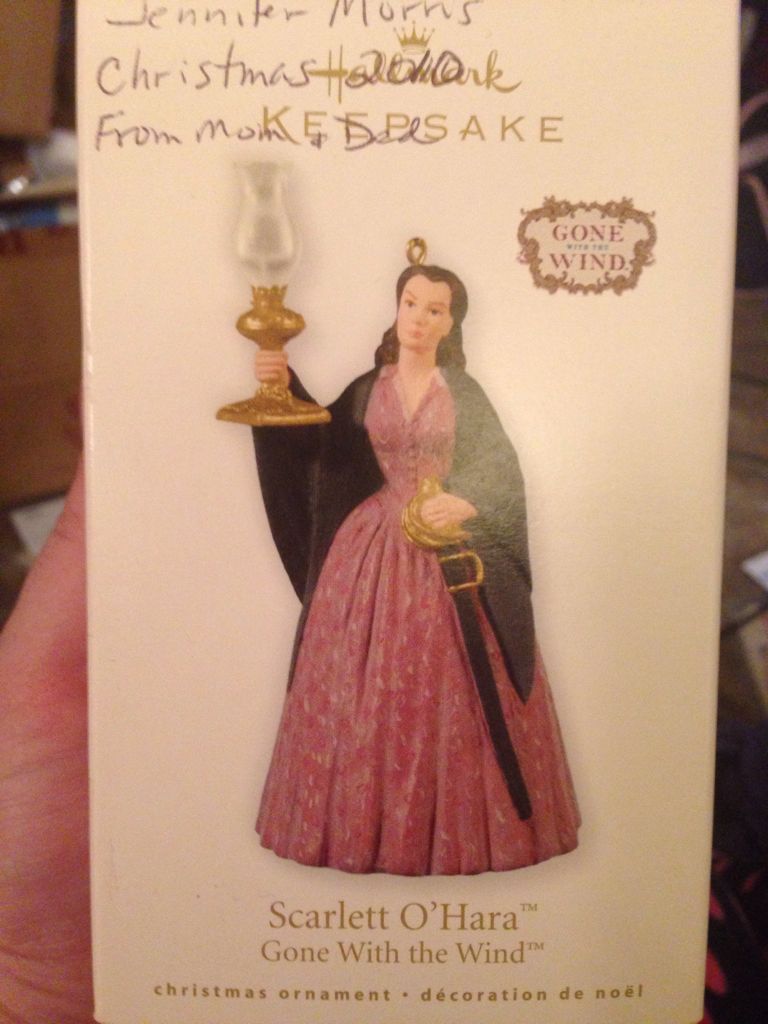 Jennifer Morris
Christmas 2010
Hallmark
From Mom & Dad
KEEPSAKE
GONE
WITH THE
WIND
Scarlett O'Hara™
Gone With the Wind™
christmas ornament • décoration de noël